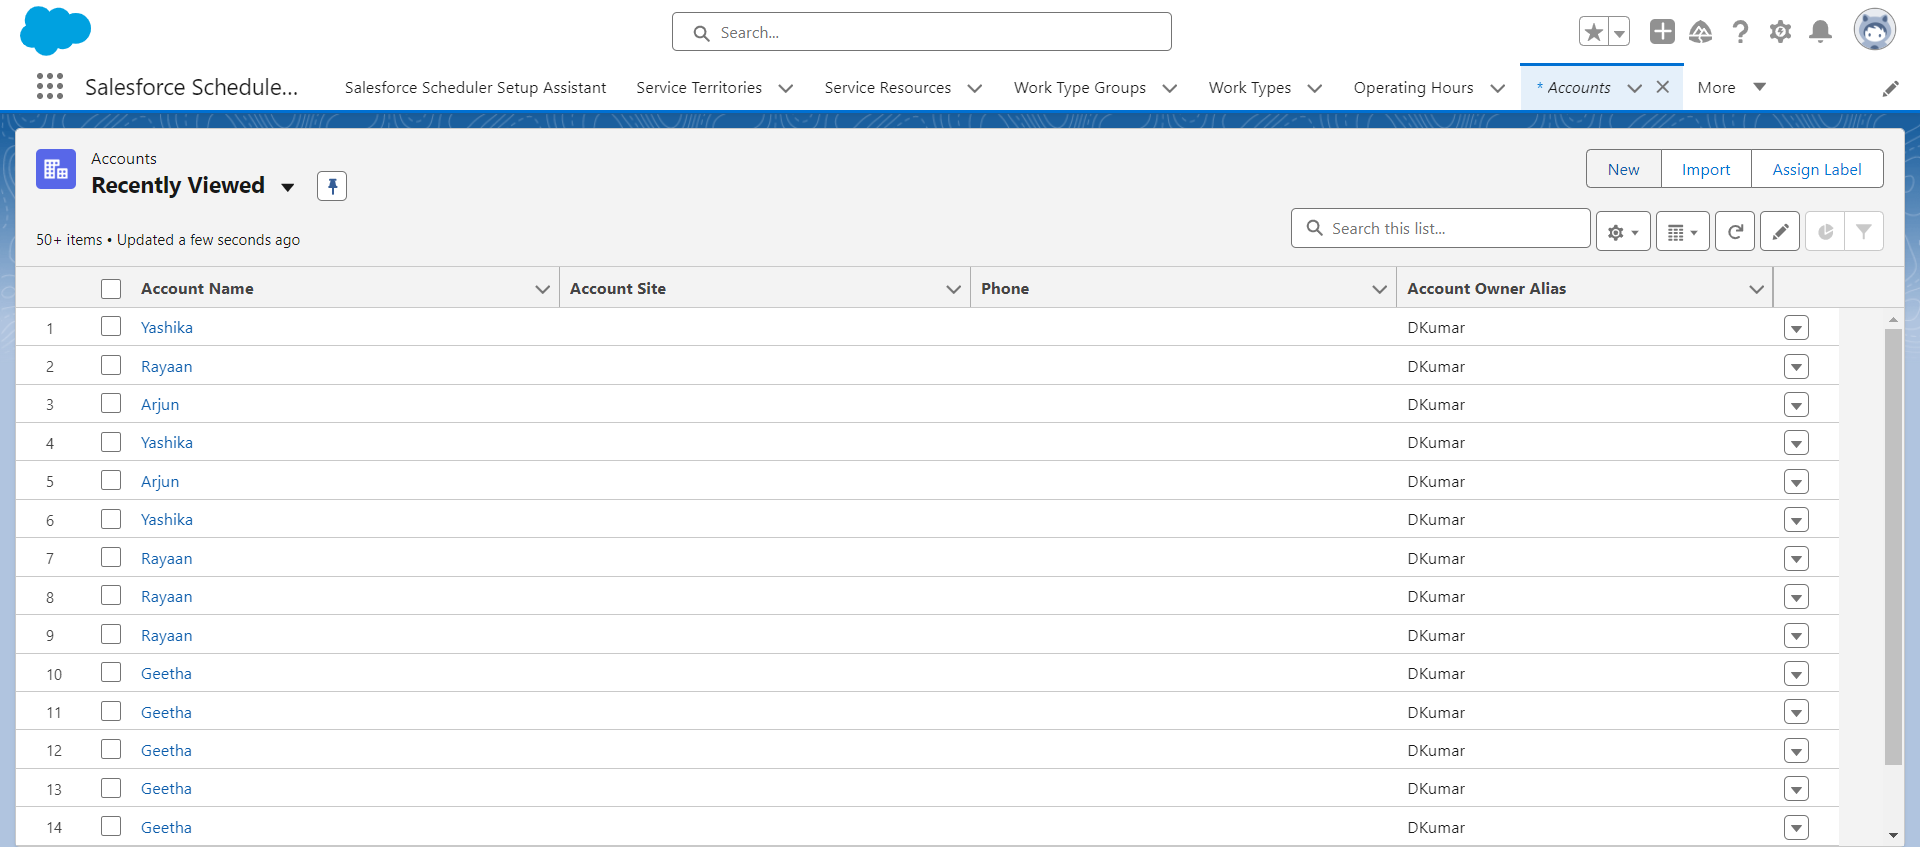 Search...
Salesforce Schedule...
Salesforce Scheduler Setup Assistant
Service Territories
Service Resources
Work Type Groups
Work Types
Operating Hours
* Accounts
More
Accounts
Recently Viewed
New
Import
Assign Label
50+ items • Updated a few seconds ago
Search this list...
Account Name
Account Site
Phone
Account Owner Alias
1 Yashika DKumar
2 Rayaan DKumar
3 Arjun DKumar
4 Yashika DKumar
5 Arjun DKumar
6 Yashika DKumar
7 Rayaan DKumar
8 Rayaan DKumar
9 Rayaan DKumar
10 Geetha DKumar
11 Geetha DKumar
12 Geetha DKumar
13 Geetha DKumar
14 Geetha DKumar